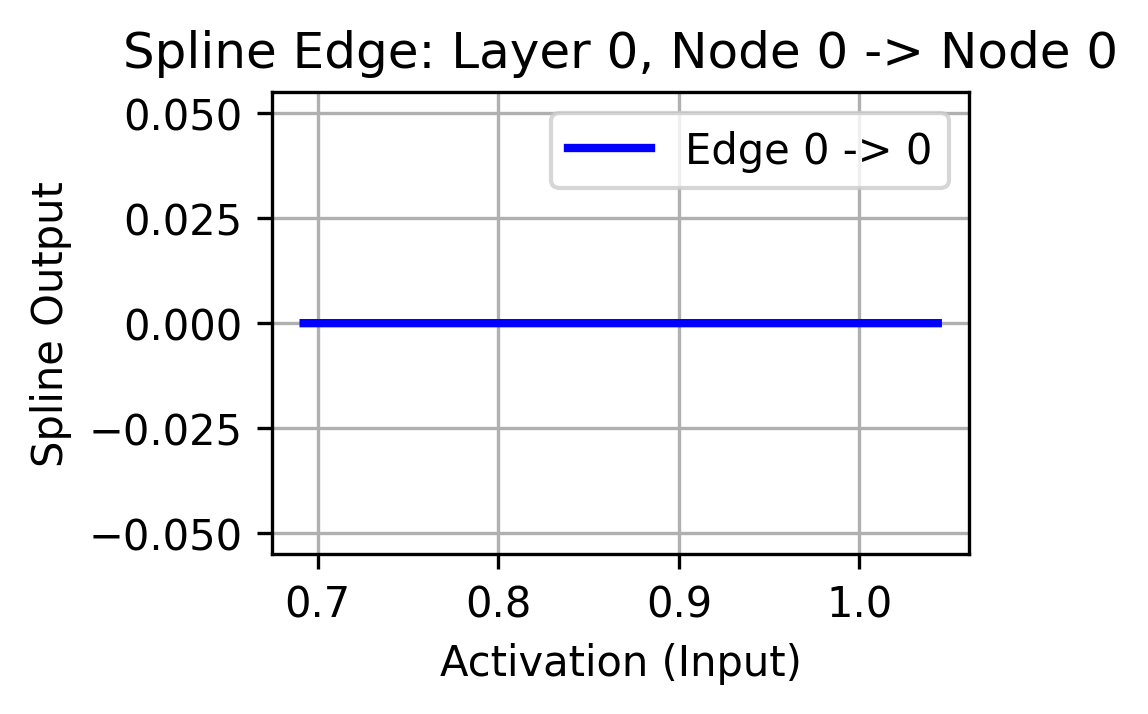 Spline Edge: Layer 0, Node 0 -> Node 0
Edge 0 -> 0
Spline Output
0.050
0.025
0.000
−0.025
−0.050
0.7 0.8 0.9 1.0
Activation (Input)